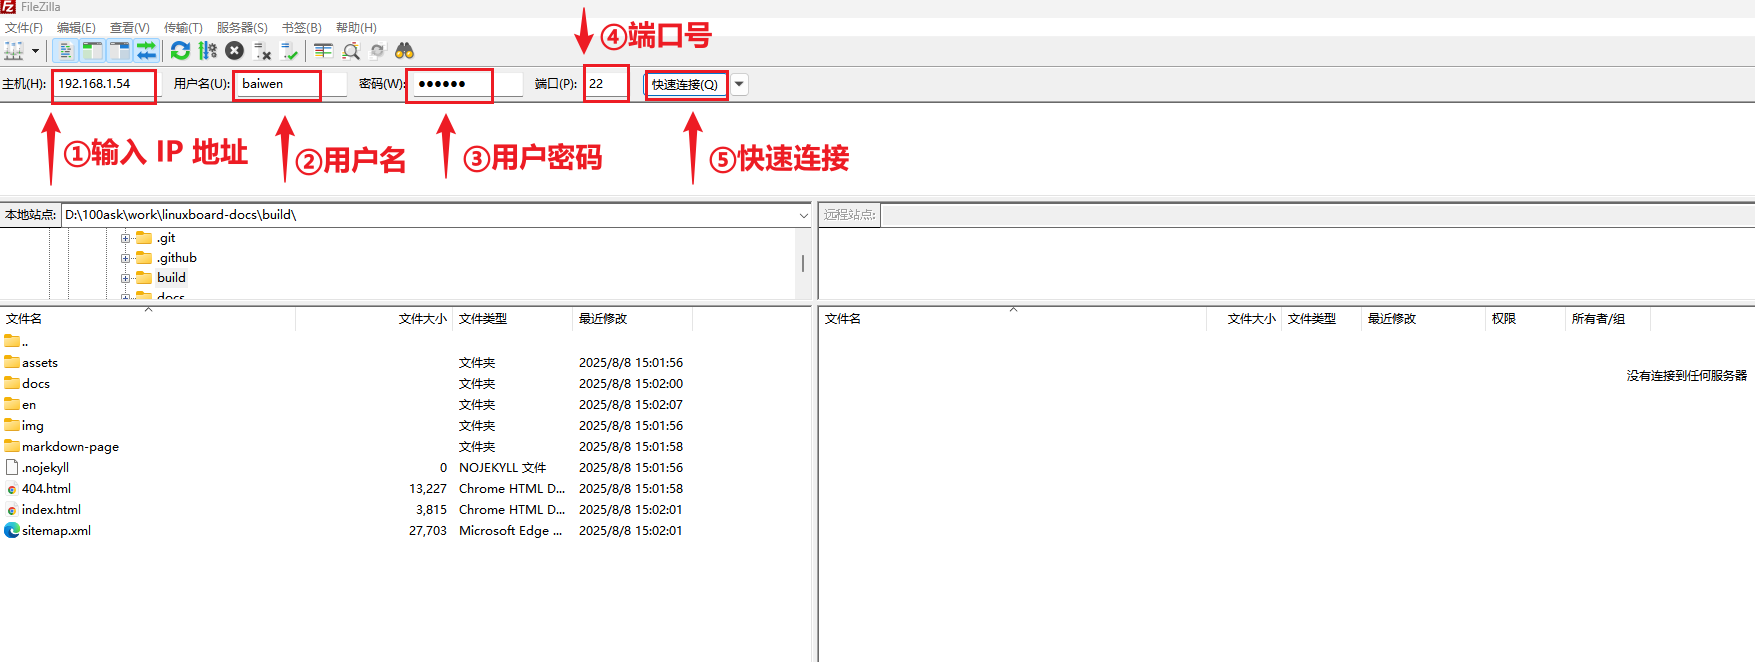 FileZilla
文件(F) 编辑(E) 查看(V) 传输(T) 服务器(S) 书签(B) 帮助(H)
④端口号
主机(H): 192.168.1.54 用户名(U): baiwen 密码(W): ●●●●●● 端口(P): 22 快速连接(Q)
①输入 IP 地址 ②用户名 ③用户密码 ⑤快速连接
本地站点: D:\100ask\work\linuxboard-docs\build\ 远程站点:
.git
.github
build
docs
文件名 文件大小 文件类型 最近修改 文件名 文件大小 文件类型 最近修改 权限 所有者/组
..
assets 文件夹 2025/8/8 15:01:56
没有连接到任何服务器
docs 文件夹 2025/8/8 15:02:00
en 文件夹 2025/8/8 15:02:07
img 文件夹 2025/8/8 15:01:56
markdown-page 文件夹 2025/8/8 15:01:58
.nojekyll 0 NOJEKYLL 文件 2025/8/8 15:01:56
404.html 13,227 Chrome HTML D... 2025/8/8 15:01:58
index.html 3,815 Chrome HTML D... 2025/8/8 15:02:01
sitemap.xml 27,703 Microsoft Edge ... 2025/8/8 15:02:01